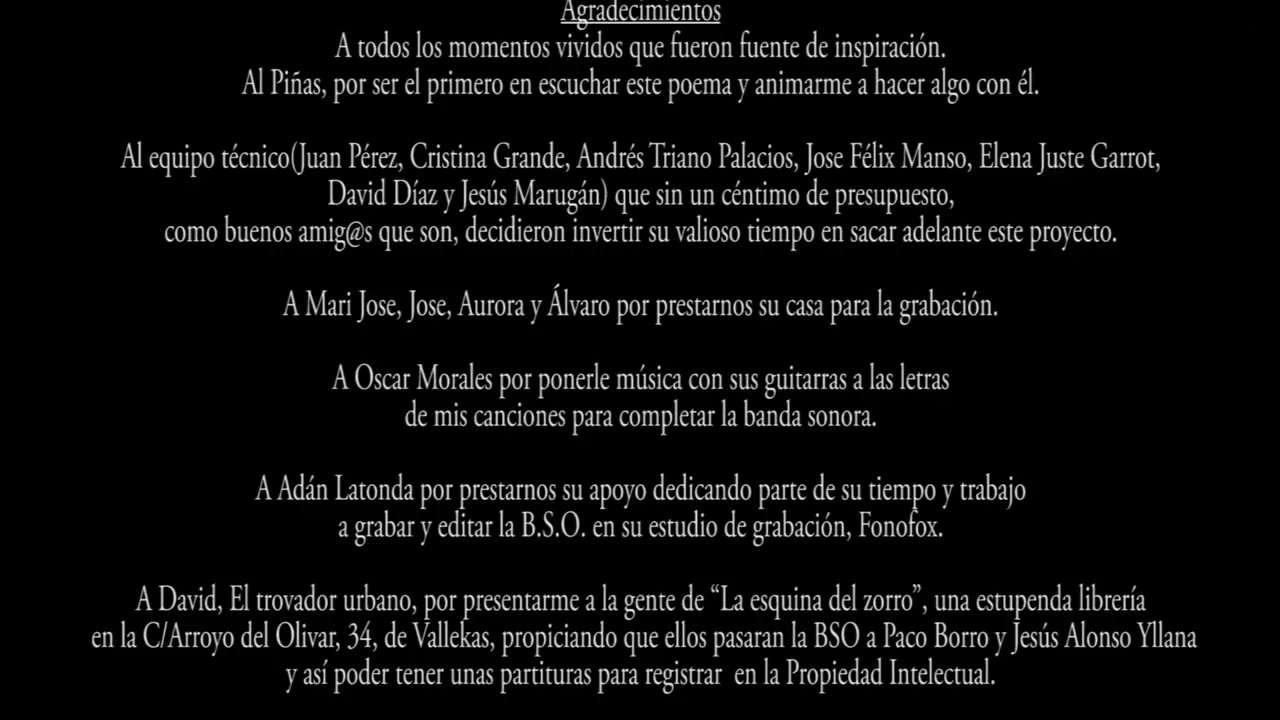 Agradecimientos
A todos los momentos vividos que fueron fuente de inspiración.
Al Piñas, por ser el primero en escuchar este poema y animarme a hacer algo con él.
Al equipo técnico(Juan Pérez, Cristina Grande, Andrés Triano Palacios, Jose Félix Manso, Elena Juste Garrot,
David Díaz y Jesús Marugán) que sin un céntimo de presupuesto,
como buenos amig@s que son, decidieron invertir su valioso tiempo en sacar adelante este proyecto.
A Mari Jose, Jose, Aurora y Álvaro por prestarnos su casa para la grabación.
A Oscar Morales por ponerle música con sus guitarras a las letras
de mis canciones para completar la banda sonora.
A Adán Latonda por prestarnos su apoyo dedicando parte de su tiempo y trabajo
a grabar y editar la B.S.O. en su estudio de grabación, Fonofox.
A David, El trovador urbano, por presentarme a la gente de “La esquina del zorro”, una estupenda librería
en la C/Arroyo del Olivar, 34, de Vallekas, propiciando que ellos pasaran la BSO a Paco Borro y Jesús Alonso Yllana
y así poder tener unas partituras para registrar en la Propiedad Intelectual.